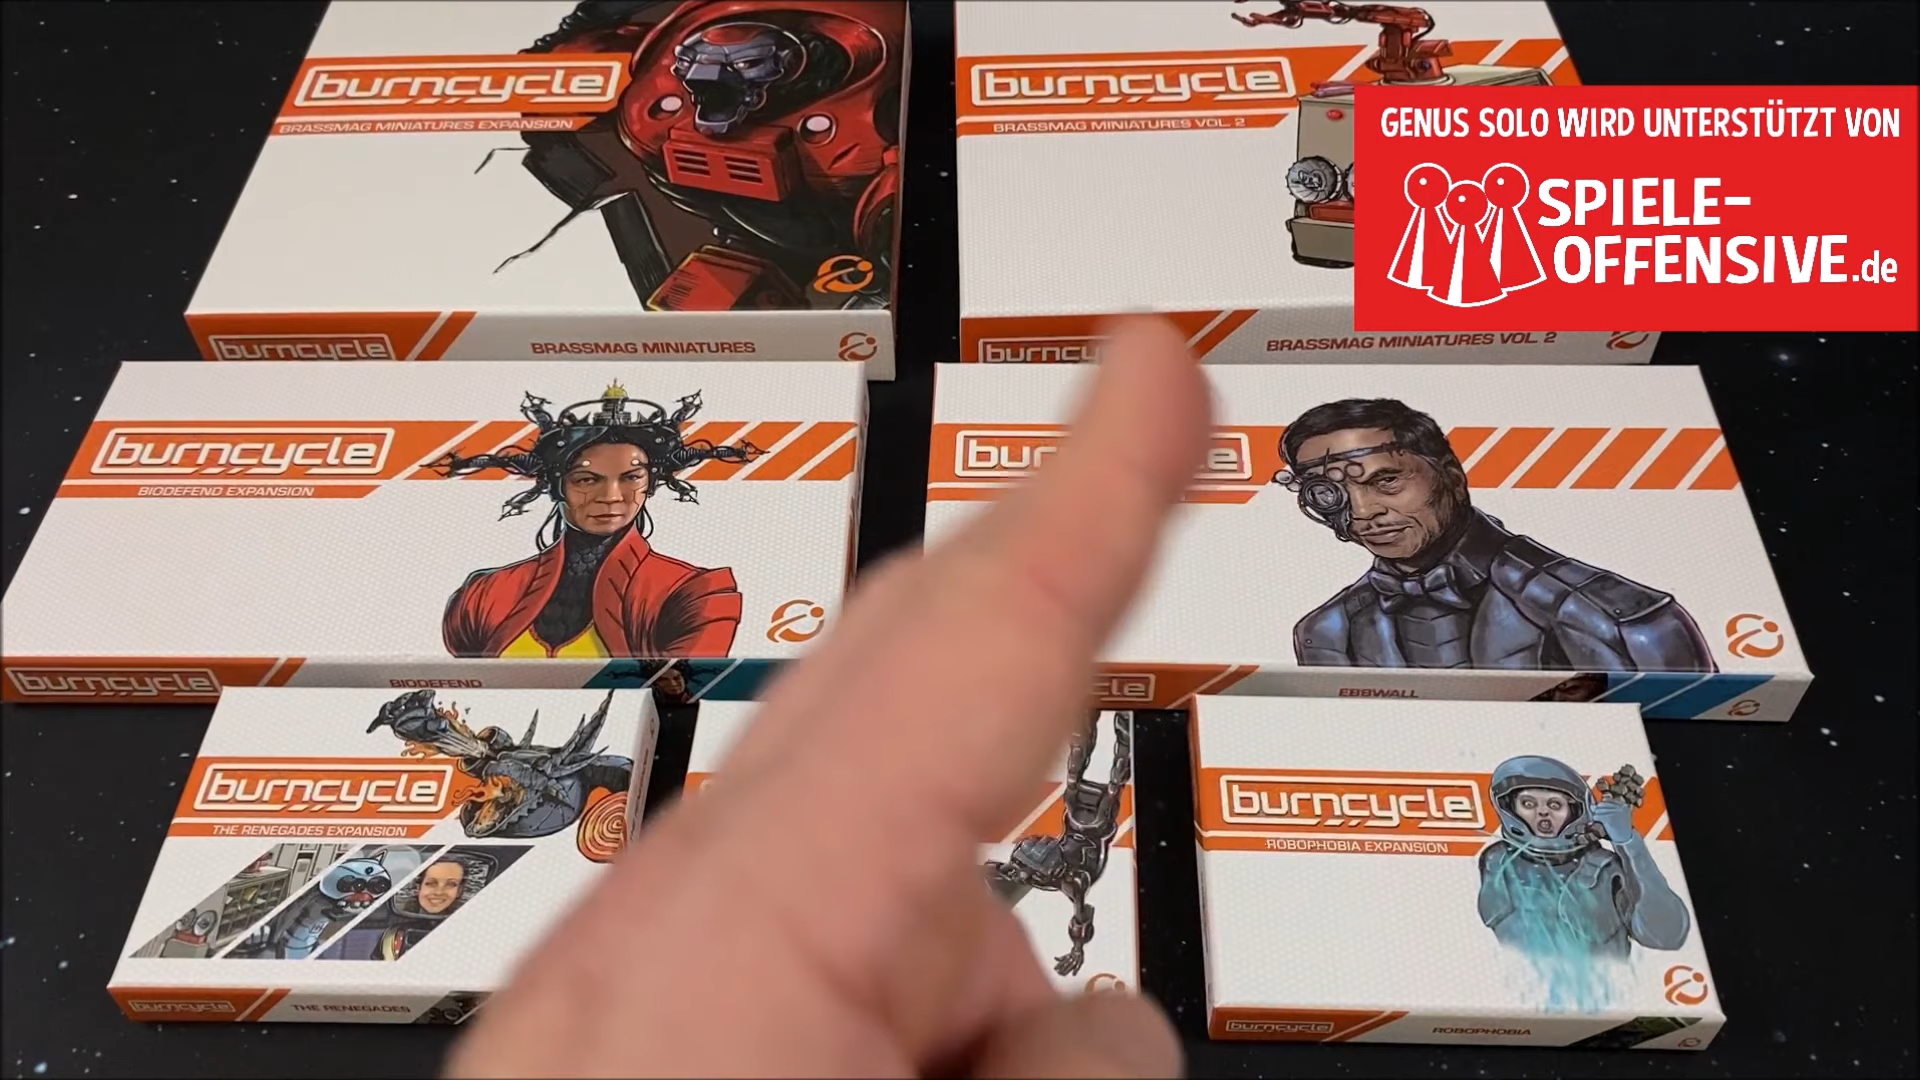 burncycle
BRASSMAG MINIATURES EXPANSION
burncycle
BRASSMAG MINIATURES
burncycle
BRASSMAG MINIATURES VOL. 2
BRASSMAG MINIATURES VOL. 2
GENUS SOLO WIRD UNTERSTÜTZT VON
SPIELE-
OFFENSIVE.de
burncycle
BIODEFEND EXPANSION
burncycle
BIODEFEND
EBBWALL
burncycle
THE RENEGADES EXPANSION
burncycle
THE RENEGADES
burncycle
ROBOPHOBIA EXPANSION
burncycle
ROBOPHOBIA